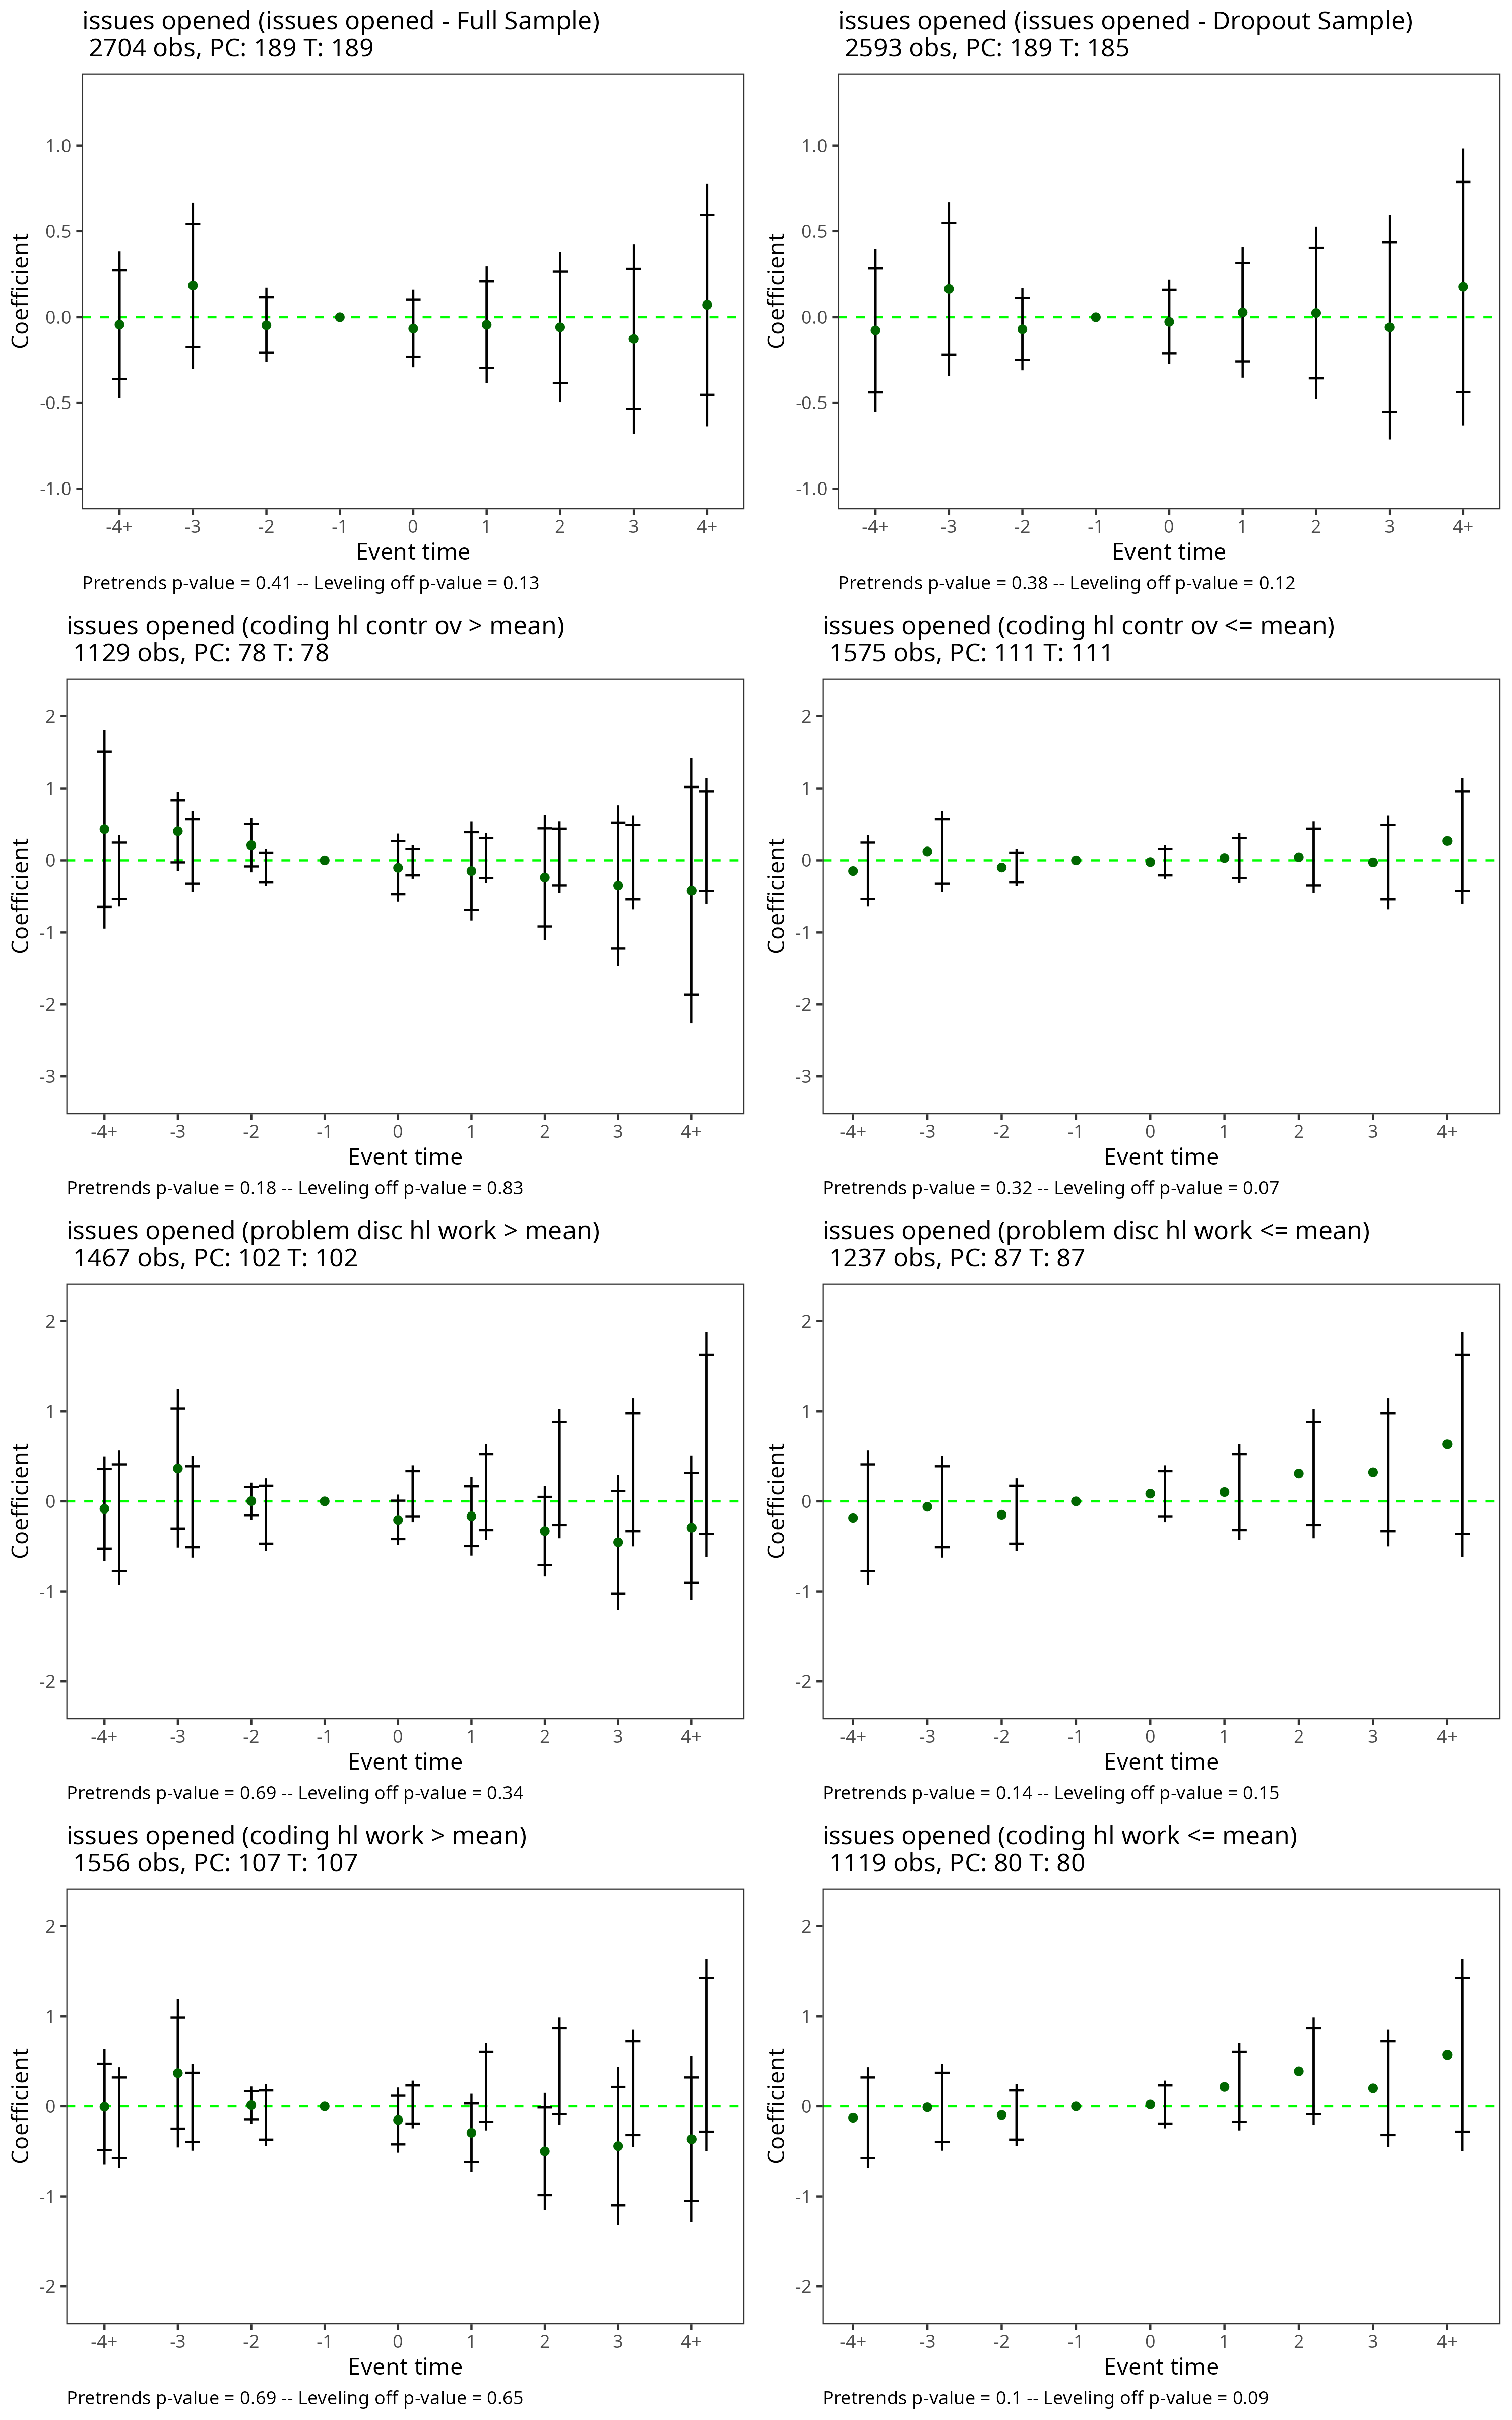 issues opened (issues opened - Full Sample)
2704 obs, PC: 189 T: 189
Coefficient
1.0
0.5
0.0
-0.5
-1.0
-4+ -3 -2 -1 0 1 2 3 4+
Event time
Pretrends p-value = 0.41 -- Leveling off p-value = 0.13
issues opened (issues opened - Dropout Sample)
2593 obs, PC: 189 T: 185
Coefficient
1.0
0.5
0.0
-0.5
-1.0
-4+ -3 -2 -1 0 1 2 3 4+
Event time
Pretrends p-value = 0.38 -- Leveling off p-value = 0.12
issues opened (coding hl contr ov > mean)
1129 obs, PC: 78 T: 78
Coefficient
2
1
0
-1
-2
-3
-4+ -3 -2 -1 0 1 2 3 4+
Event time
Pretrends p-value = 0.18 -- Leveling off p-value = 0.83
issues opened (coding hl contr ov <= mean)
1575 obs, PC: 111 T: 111
Coefficient
2
1
0
-1
-2
-3
-4+ -3 -2 -1 0 1 2 3 4+
Event time
Pretrends p-value = 0.32 -- Leveling off p-value = 0.07
issues opened (problem disc hl work > mean)
1467 obs, PC: 102 T: 102
Coefficient
2
1
0
-1
-2
-4+ -3 -2 -1 0 1 2 3 4+
Event time
Pretrends p-value = 0.69 -- Leveling off p-value = 0.34
issues opened (problem disc hl work <= mean)
1237 obs, PC: 87 T: 87
Coefficient
2
1
0
-1
-2
-4+ -3 -2 -1 0 1 2 3 4+
Event time
Pretrends p-value = 0.14 -- Leveling off p-value = 0.15
issues opened (coding hl work > mean)
1556 obs, PC: 107 T: 107
Coefficient
2
1
0
-1
-2
-4+ -3 -2 -1 0 1 2 3 4+
Event time
Pretrends p-value = 0.69 -- Leveling off p-value = 0.65
issues opened (coding hl work <= mean)
1119 obs, PC: 80 T: 80
Coefficient
2
1
0
-1
-2
-4+ -3 -2 -1 0 1 2 3 4+
Event time
Pretrends p-value = 0.1 -- Leveling off p-value = 0.09